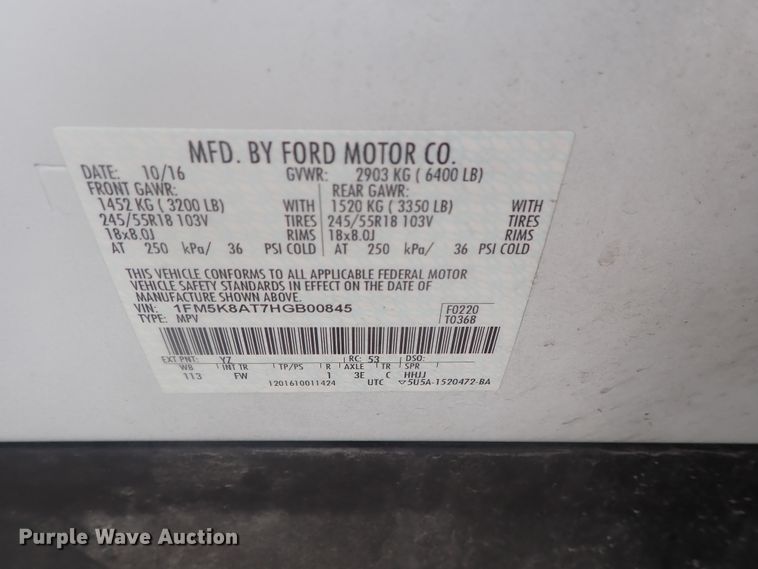 MFD. BY FORD MOTOR CO.
DATE: 10/16 GVWR: 2903 KG ( 6400 LB)
FRONT GAWR: REAR GAWR:
1452 KG ( 3200 LB) WITH 1520 KG ( 3350 LB) WITH
245/55R18 103V TIRES 245/55R18 103V TIRES
18x8.0J RIMS 18x8.0J RIMS
AT 250 kPa/ 36 PSI COLD AT 250 kPa/ 36 PSI COLD
THIS VEHICLE CONFORMS TO ALL APPLICABLE FEDERAL MOTOR
VEHICLE SAFETY STANDARDS IN EFFECT ON THE DATE OF
MANUFACTURE SHOWN ABOVE.
VIN: 1FM5K8AT7HGB00845 F0220
TYPE: MPV T0368
EXT PNT: YZ RC: 53 DSO:
WB INT TR TP/PS R AXLE TR SPR
113 FW 1 3E C HHJJ
1201610011424 UTC ▽5U5A-1520472-BA
Purple Wave Auction